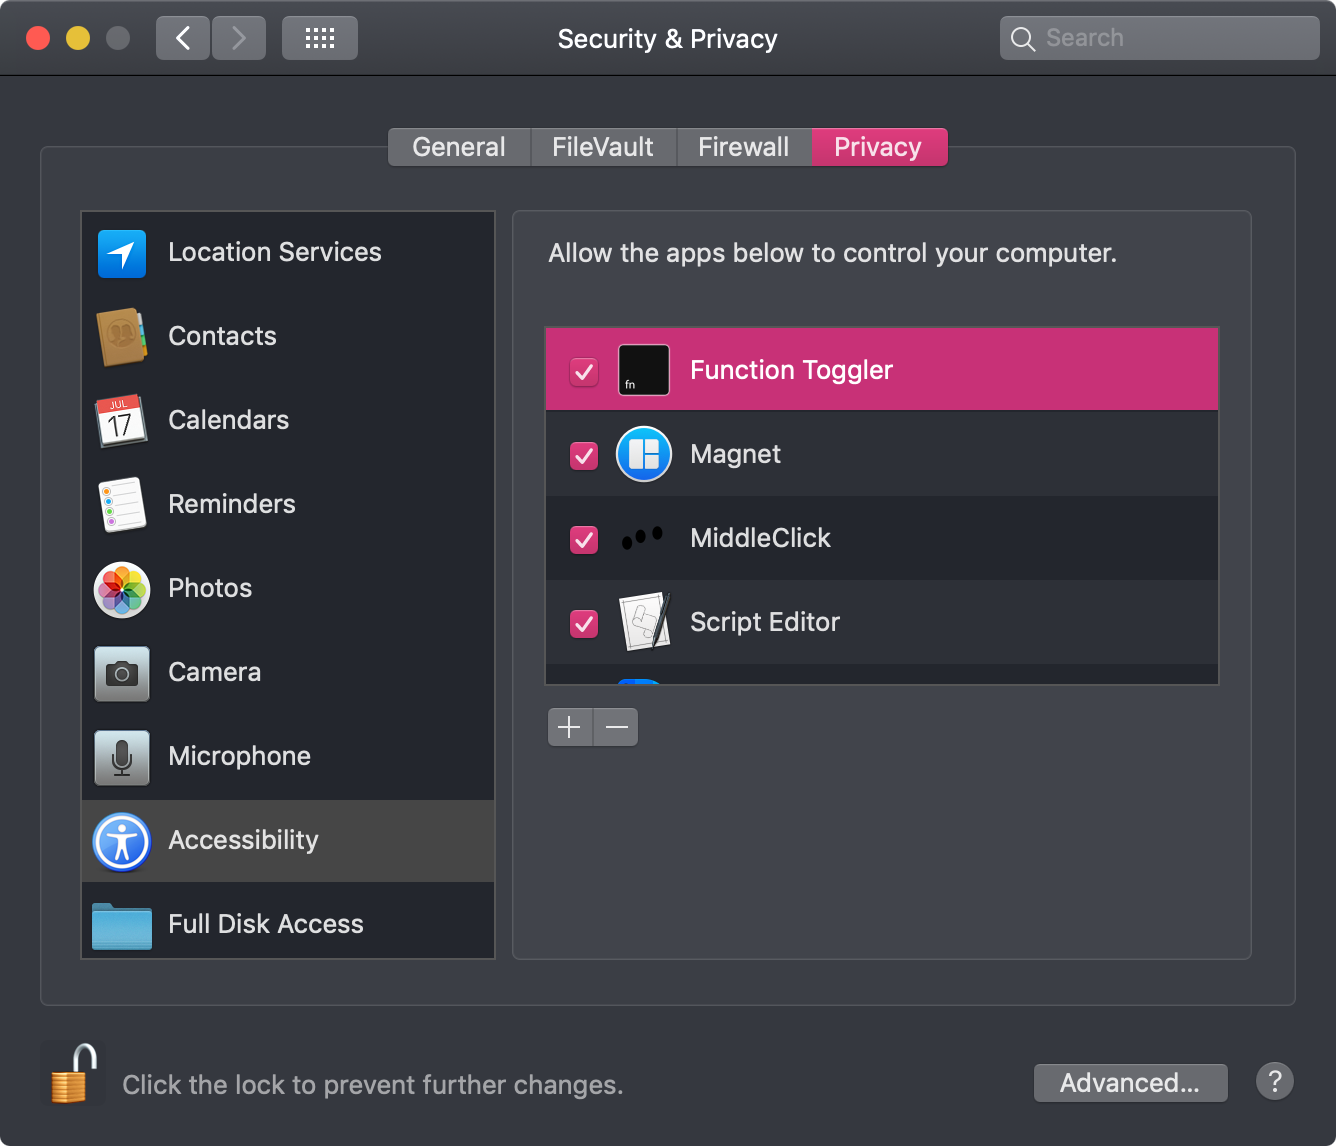 Security & Privacy
Search
General
FileVault
Firewall
Privacy
Location Services
Contacts
JUL
17
Calendars
Reminders
Photos
Camera
Microphone
Accessibility
Full Disk Access
Allow the apps below to control your computer.
fn
Function Toggler
Magnet
MiddleClick
Script Editor
Click the lock to prevent further changes.
Advanced...
?